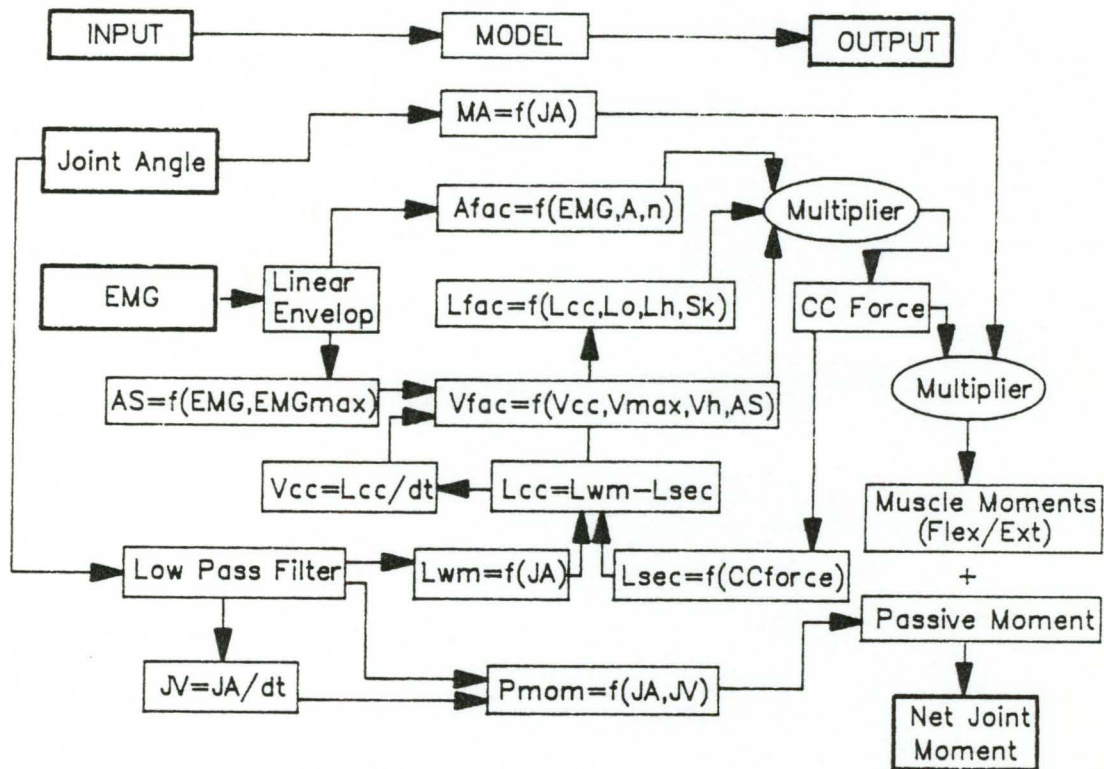 INPUT
MODEL
OUTPUT
MA=f(JA)
Joint Angle
Afac=f(EMG,A,n)
Multiplier
EMG
Linear
Envelop
Lfac=f(Lcc,Lo,Lh,Sk)
CC Force
AS=f(EMG,EMGmax)
Vfac=f(Vcc,Vmax,Vh,AS)
Multiplier
Vcc=Lcc/dt
Lcc=Lwm-Lsec
Muscle Moments
(Flex/Ext)
Low Pass Filter
Lwm=f(JA)
Lsec=f(CCforce)
+
Passive Moment
JV=JA/dt
Pmom=f(JA,JV)
Net Joint
Moment